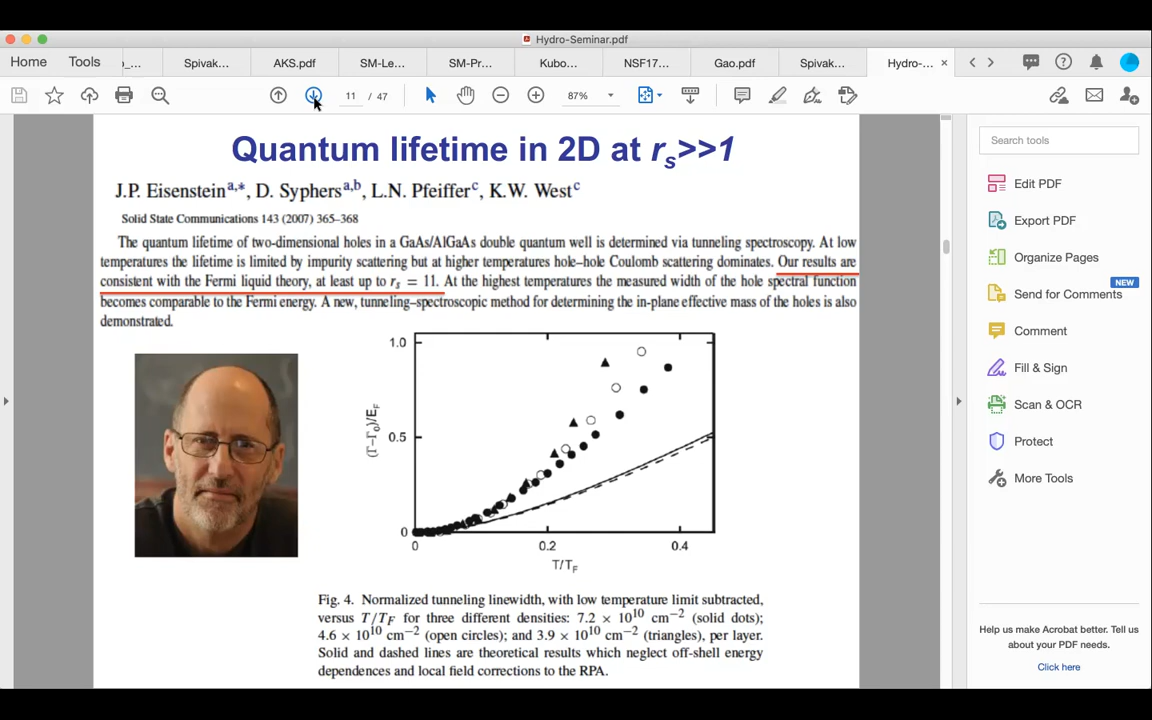 Hydro-Seminar.pdf
Home Tools ..._... Spivak... AKS.pdf SM-Le... SM-Pr... Kubo... NSF17... Gao.pdf Spivak... Hydro-... ×
11 / 47 87%
Quantum lifetime in 2D at rs>>1
J.P. Eisenstein a,*, D. Syphers a,b, L.N. Pfeiffer c, K.W. West c
Solid State Communications 143 (2007) 365–368
The quantum lifetime of two-dimensional holes in a GaAs/AlGaAs double quantum well is determined via tunneling spectroscopy. At low
temperatures the lifetime is limited by impurity scattering but at higher temperatures hole–hole Coulomb scattering dominates. Our results are
consistent with the Fermi liquid theory, at least up to rs = 11. At the highest temperatures the measured width of the hole spectral function
becomes comparable to the Fermi energy. A new, tunneling-spectroscopic method for determining the in-plane effective mass of the holes is also
demonstrated.
1.0
0.5
0
(Γ-Γ0)/EF
0 0.2 0.4
T/TF
Fig. 4. Normalized tunneling linewidth, with low temperature limit subtracted,
versus T/TF for three different densities: 7.2 × 10^10 cm−2 (solid dots);
4.6 × 10^10 cm−2 (open circles); and 3.9 × 10^10 cm−2 (triangles), per layer.
Solid and dashed lines are theoretical results which neglect off-shell energy
dependences and local field corrections to the RPA.
Search tools
Edit PDF
Export PDF
Organize Pages
NEW
Send for Comments
Comment
Fill & Sign
Scan & OCR
Protect
More Tools
Help us make Acrobat better. Tell us
about your PDF needs.
Click here